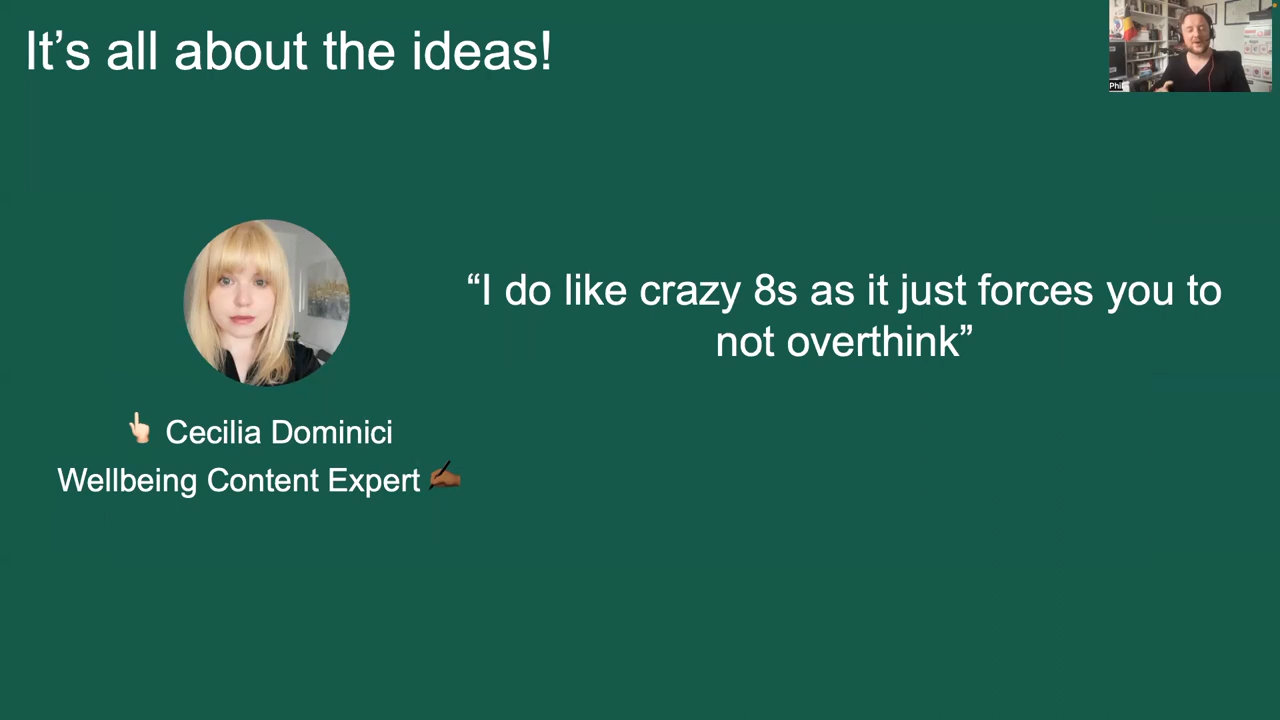 It’s all about the ideas!
Phil
“I do like crazy 8s as it just forces you to
not overthink”
👆🏻 Cecilia Dominici
Wellbeing Content Expert ✍🏾